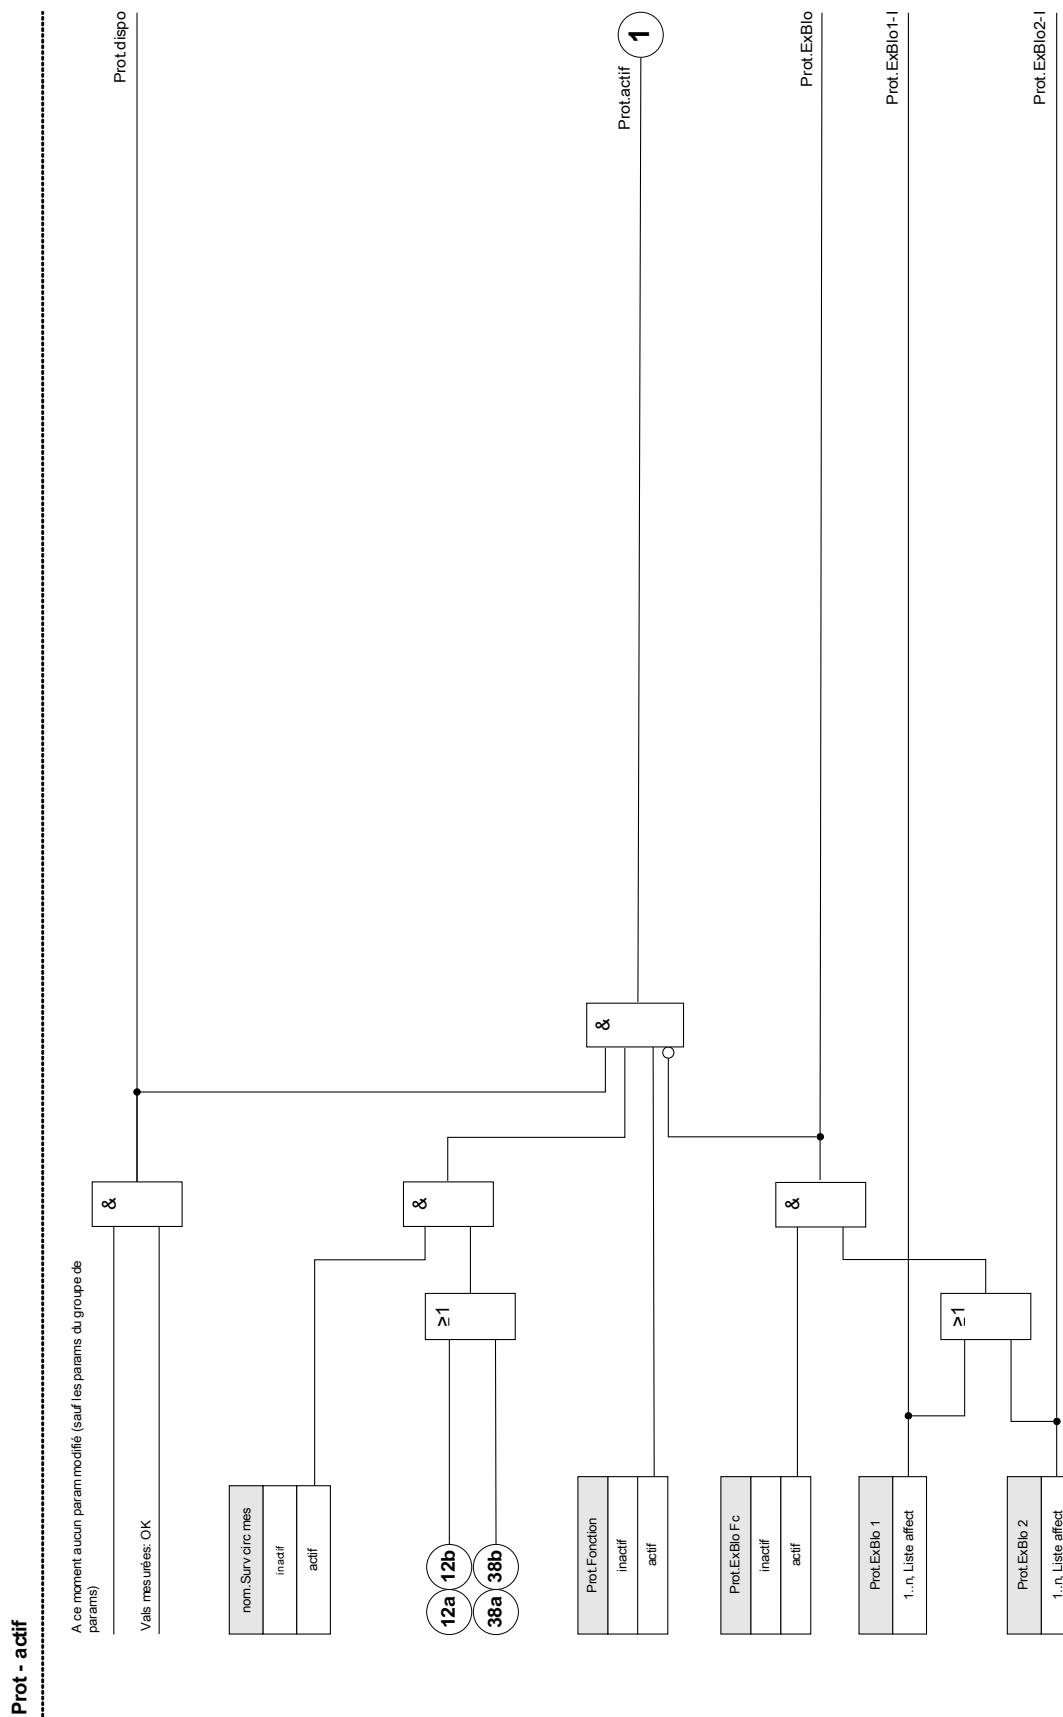 Prot - actif
A ce moment aucun param modifié (sauf les params du groupe de
params)
Vals mesurées: OK
&
Prot.dispo
nom.Surv circ mes
inactif
actif
12a 12b
38a 38b
≥1
&
Prot.Fonction
inactif
actif
&
Prot.actif
1
Prot.ExBlo Fc
inactif
actif
&
Prot.ExBlo
Prot.ExBlo 1
1..n, Liste affect
≥1
Prot.ExBlo1-I
Prot.ExBlo 2
1..n, Liste affect
Prot.ExBlo2-I